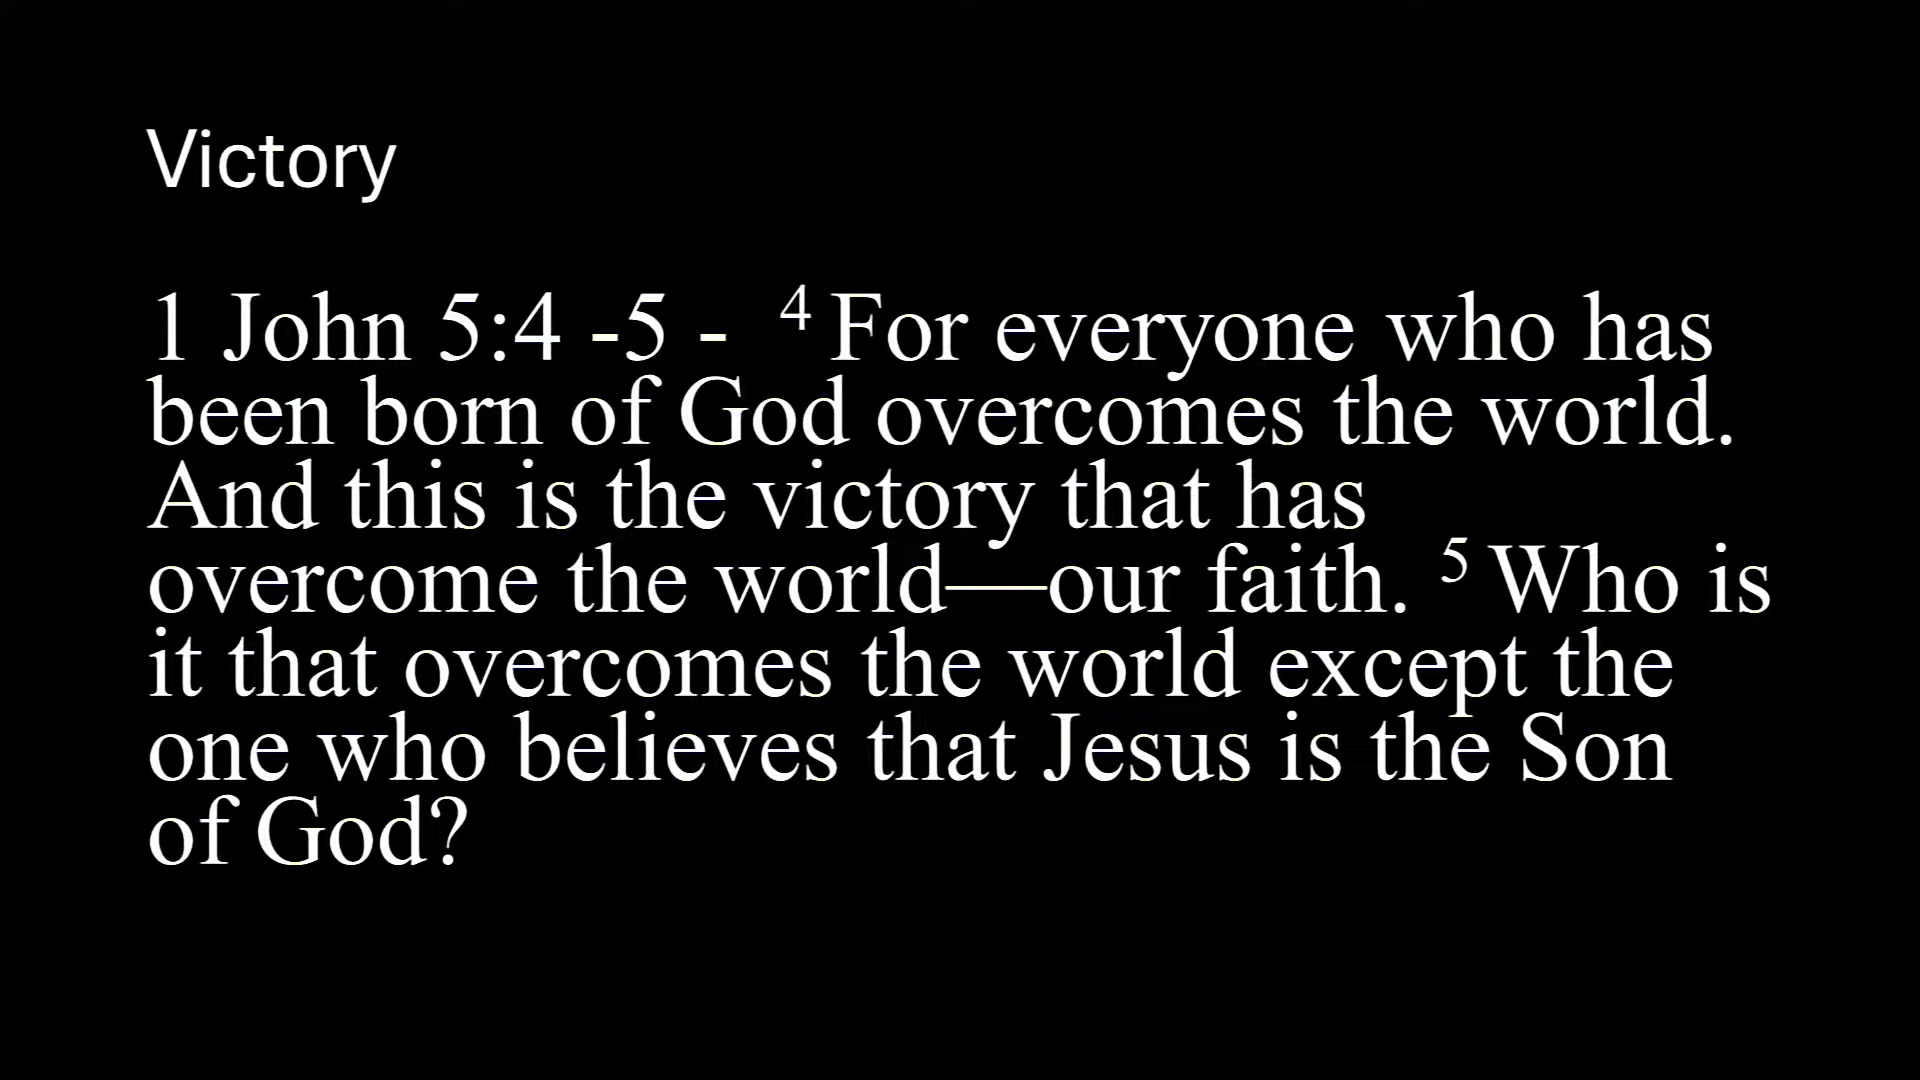 Victory
1 John 5:4 -5 -  ⁴ For everyone who has
been born of God overcomes the world.
And this is the victory that has
overcome the world—our faith. ⁵ Who is
it that overcomes the world except the
one who believes that Jesus is the Son
of God?